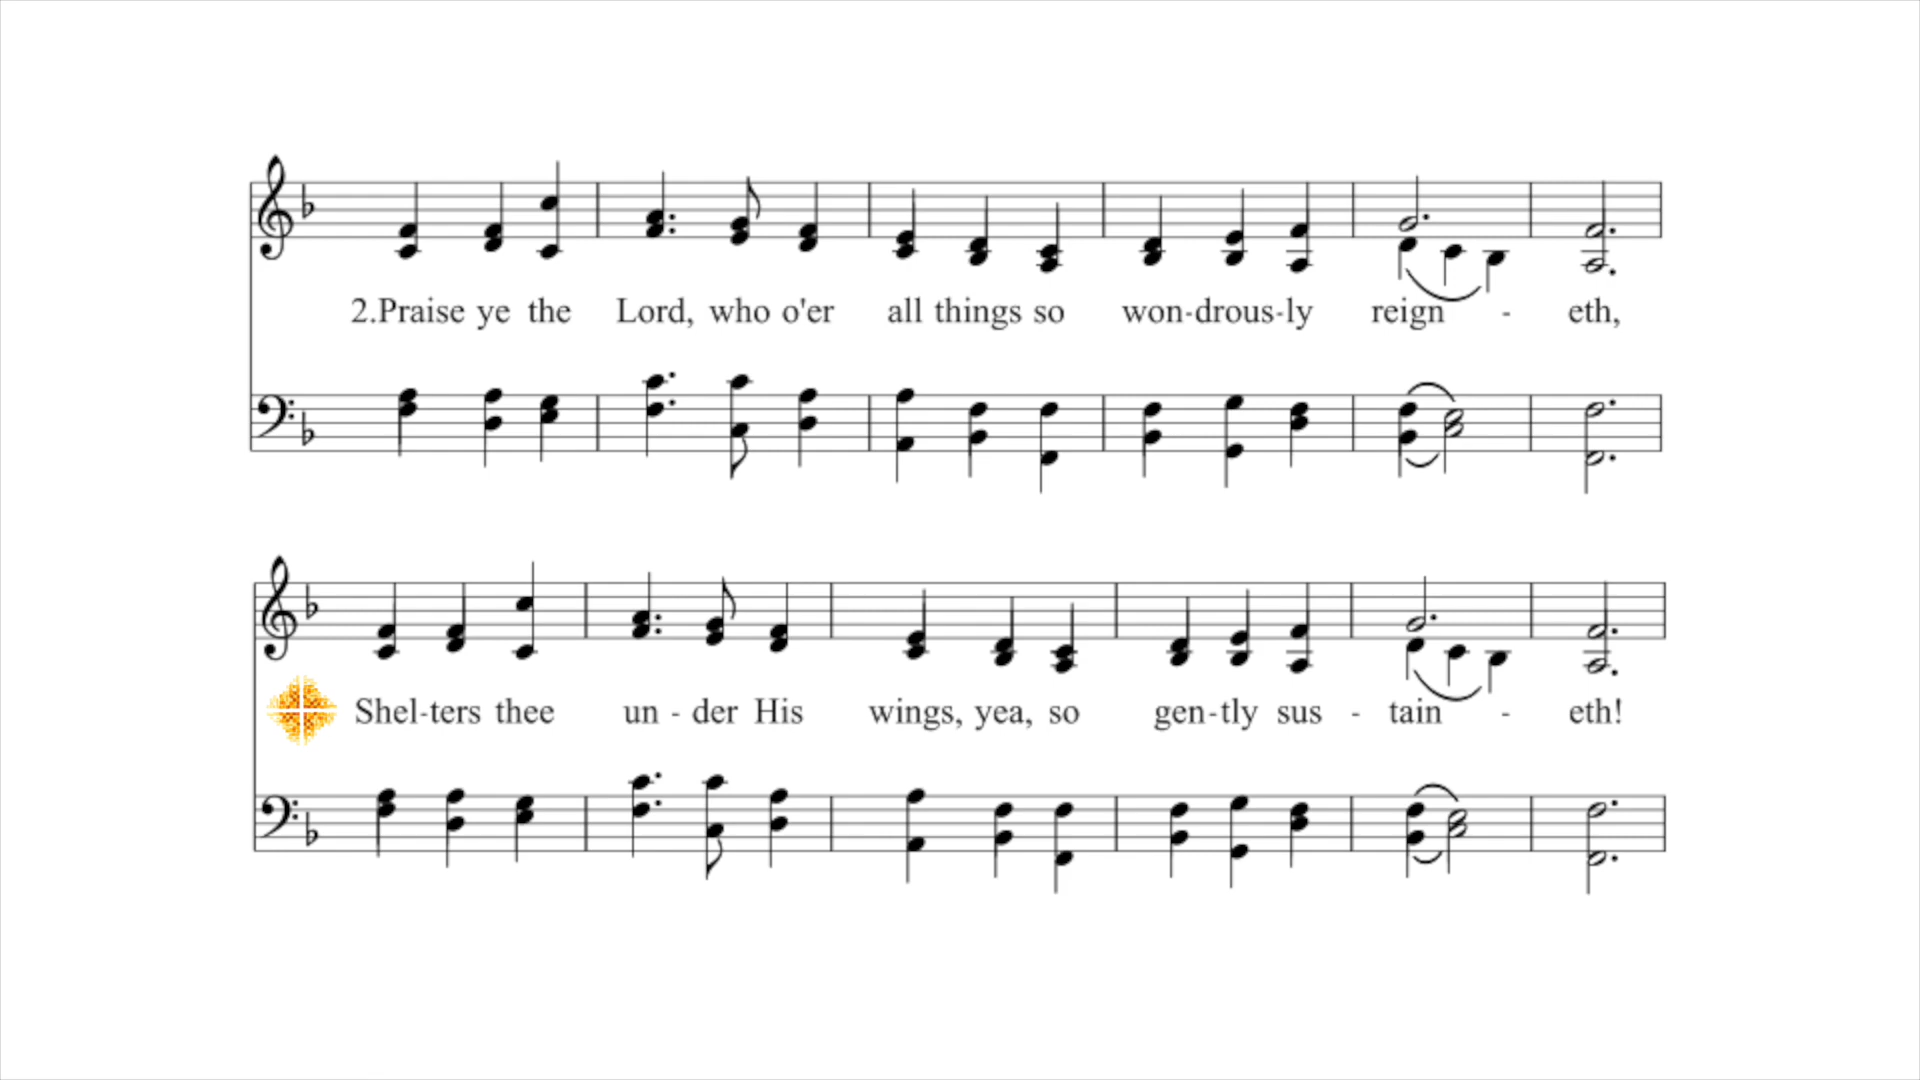 2.Praise ye the Lord, who o'er all things so won-drous-ly reign - eth,
Shel-ters thee un - der His wings, yea, so gen-tly sus - tain - eth!